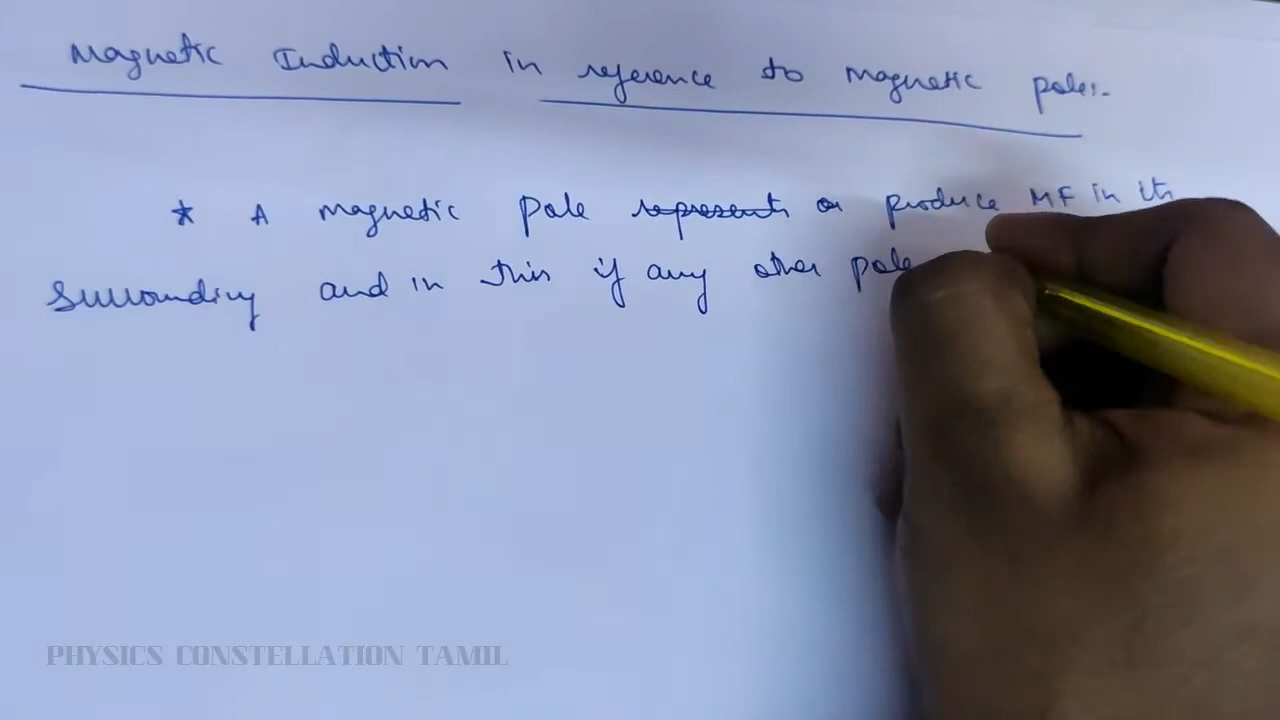 Magnetic Induction in reference to magnetic poles.
* A magnetic pole represents or produce MF in its
surrounding and in this if any other pole
PHYSICS CONSTELLATION TAMIL